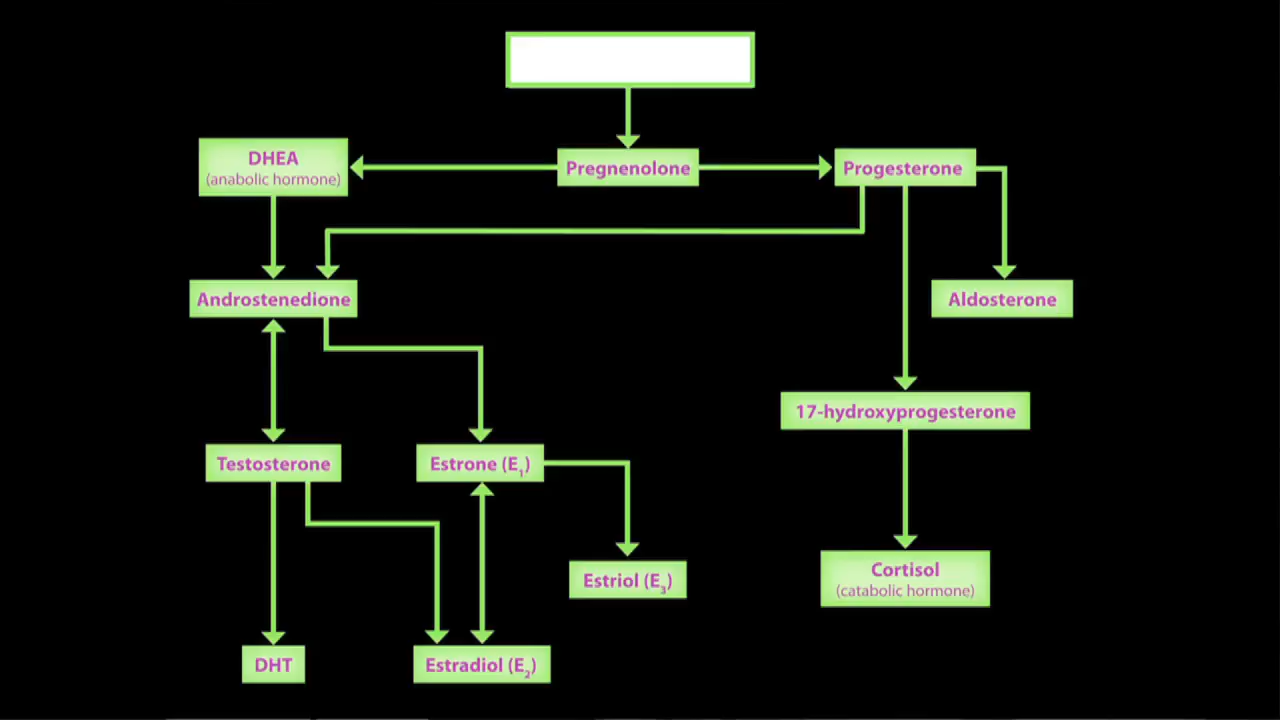 DHEA
(anabolic hormone)
Pregnenolone
Progesterone
Androstenedione
Aldosterone
17-hydroxyprogesterone
Testosterone
Estrone (E₁)
Cortisol
(catabolic hormone)
Estriol (E₃)
DHT
Estradiol (E₂)